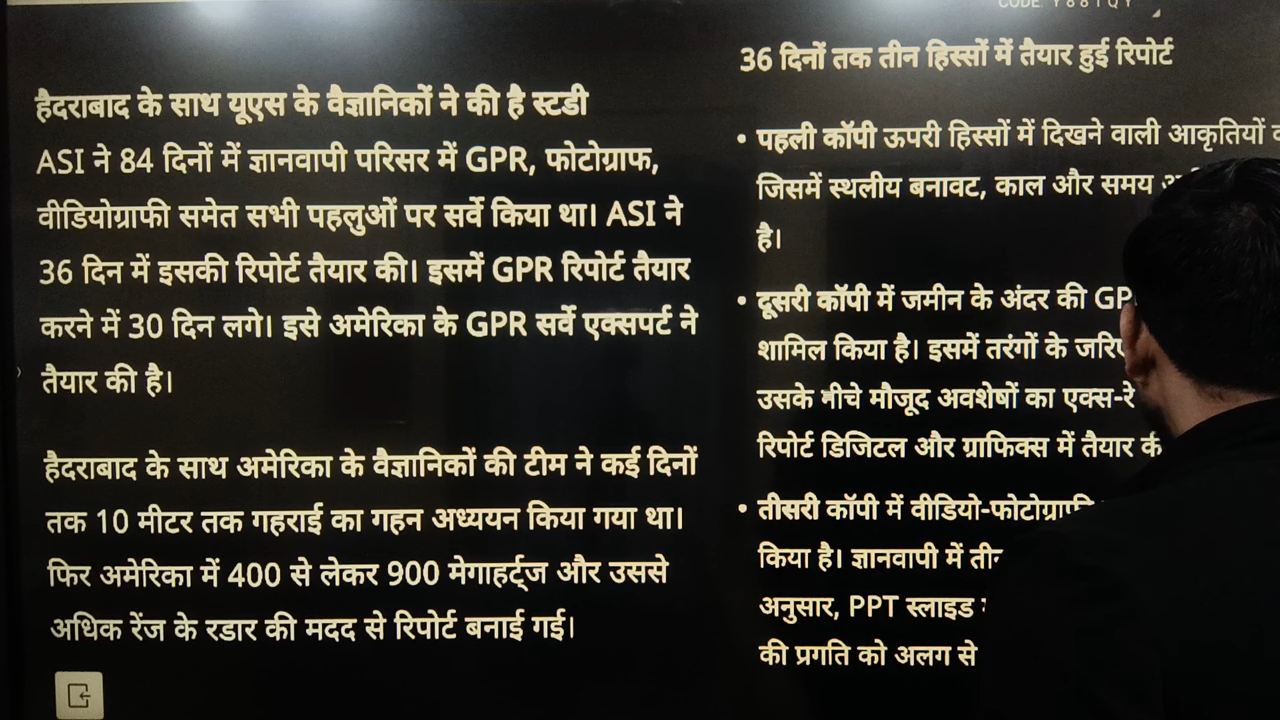 CODE: Y881QY
हैदराबाद के साथ यूएस के वैज्ञानिकों ने की है स्टडी
ASI ने 84 दिनों में ज्ञानवापी परिसर में GPR, फोटोग्राफ,
वीडियोग्राफी समेत सभी पहलुओं पर सर्वे किया था। ASI ने
36 दिन में इसकी रिपोर्ट तैयार की। इसमें GPR रिपोर्ट तैयार
करने में 30 दिन लगे। इसे अमेरिका के GPR सर्वे एक्सपर्ट ने
तैयार की है।
हैदराबाद के साथ अमेरिका के वैज्ञानिकों की टीम ने कई दिनों
तक 10 मीटर तक गहराई का गहन अध्ययन किया गया था।
फिर अमेरिका में 400 से लेकर 900 मेगाहर्ट्ज और उससे
अधिक रेंज के रडार की मदद से रिपोर्ट बनाई गई।
36 दिनों तक तीन हिस्सों में तैयार हुई रिपोर्ट
• पहली कॉपी ऊपरी हिस्सों में दिखने वाली आकृतियों
जिसमें स्थलीय बनावट, काल और समय
है।
• दूसरी कॉपी में जमीन के अंदर की
शामिल किया है। इसमें तरंगों के
उसके नीचे मौजूद अवशेषों का एक्स-रे
रिपोर्ट डिजिटल और ग्राफिक्स में तैयार
• तीसरी कॉपी में
किया है। ज्ञानवापी में
अनुसार, PPT स्लाइड
की प्रगति को अलग से